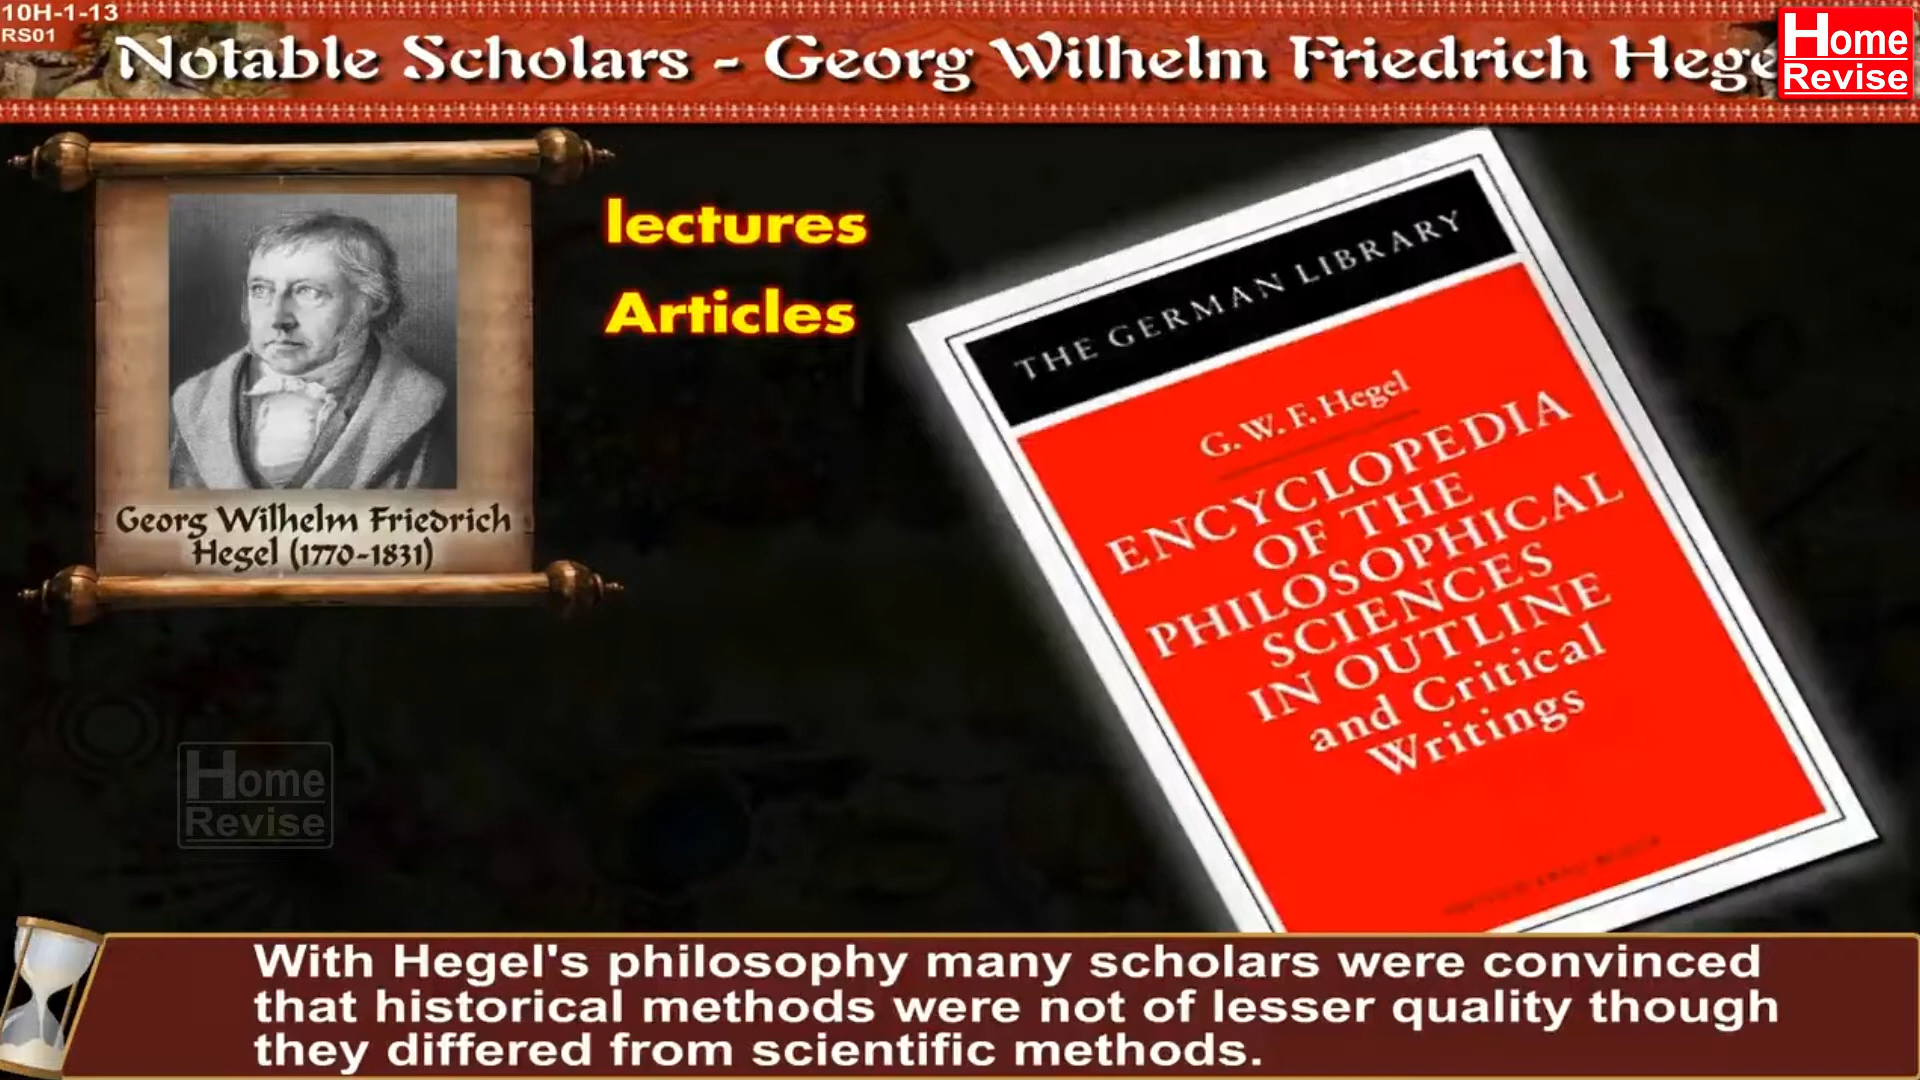 10H-1-13
RS01
Notable Scholars - Georg Wilhelm Friedrich Hege
Home
Revise
lectures
Articles
Georg Wilhelm Friedrich
Hegel (1770-1831)
THE GERMAN LIBRARY
G. W. F. Hegel
ENCYCLOPEDIA
OF THE
PHILOSOPHICAL
SCIENCES
IN OUTLINE
and Critical
Writings
Home
Revise
With Hegel's philosophy many scholars were convinced
that historical methods were not of lesser quality though
they differed from scientific methods.